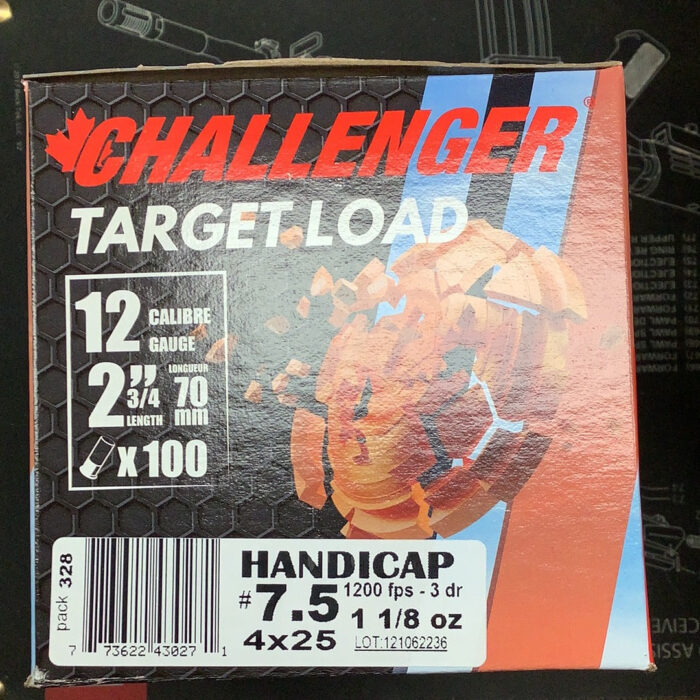 CHALLENGER®
TARGET LOAD
12 CALIBRE GAUGE
2" 3/4 LENGTH LONGUEUR 70 mm
x 100
pack 328
HANDICAP
#7.5 1200 fps - 3 dr
1 1/8 oz
4x25 LOT:121062236
7 73622 43027 1